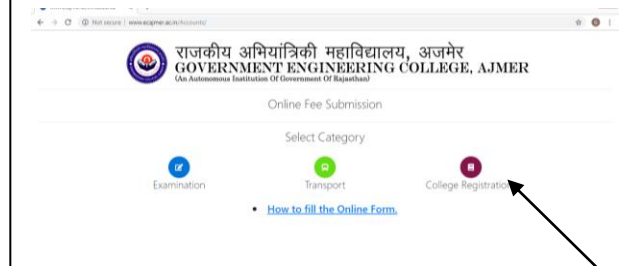 Not secure | www.ecajmer.ac.in/Accounts/
राजकीय अभियांत्रिकी महाविद्यालय, अजमेर
GOVERNMENT ENGINEERING COLLEGE, AJMER
(An Autonomous Institution Of Government Of Rajasthan)
Online Fee Submission
Select Category
Examination Transport College Registration
How to fill the Online Form.